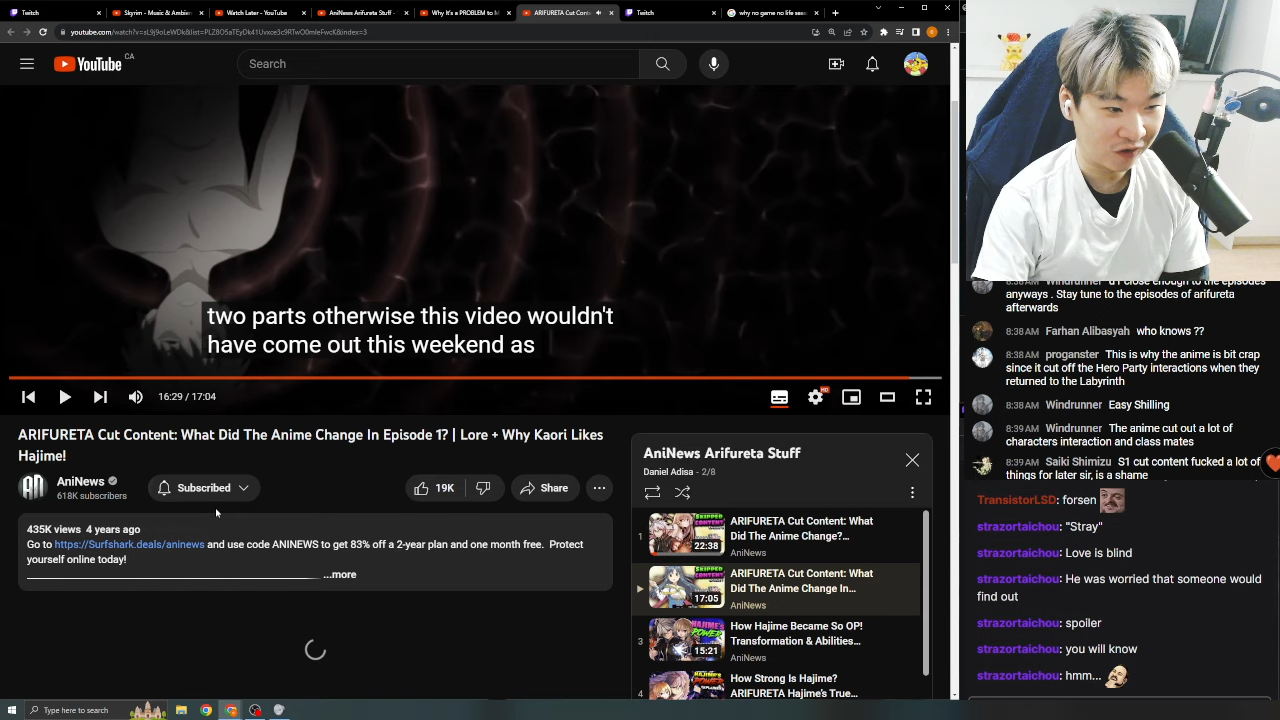 Twitch
Skyrim - Music & Ambien
Watch Later - YouTube
AniNews Arifureta Stuff -
Why It's a PROBLEM to M
ARIFURETA Cut Cont
Twitch
why no game no life seas
youtube.com/watch?v=sL9j9oLeWDk&list=PLZ8O5aTEyDk41Uvxce3c9RTwO0mleFwcK&index=3
YouTube CA
Search
two parts otherwise this video wouldn't
have come out this weekend as
16:29 / 17:04
HD
ARIFURETA Cut Content: What Did The Anime Change In Episode 1? | Lore + Why Kaori Likes
Hajime!
AniNews
618K subscribers
Subscribed
19K
Share
435K views 4 years ago
Go to https://Surfshark.deals/aninews and use code ANINEWS to get 83% off a 2-year plan and one month free. Protect
yourself online today!
...more
AniNews Arifureta Stuff
Daniel Adisa - 2/8
1
22:38
ARIFURETA Cut Content: What
Did The Anime Change?...
AniNews
17:05
ARIFURETA Cut Content: What
Did The Anime Change In...
AniNews
3
15:21
How Hajime Became So OP!
Transformation & Abilities...
AniNews
4
How Strong Is Hajime?
ARIFURETA Hajime's True...
anyways . Stay tune to the episodes of arifureta
afterwards
8:38 AM Farhan Alibasyah who knows ??
8:38 AM proganster This is why the anime is bit crap
since it cut off the Hero Party interactions when they
returned to the Labyrinth
8:38 AM Windrunner Easy Shilling
8:39 AM Windrunner The anime cut out a lot of
characters interaction and class mates
8:39 AM Saiki Shimizu S1 cut content fucked a lot of
things for later sir, is a shame
TransistorLSD: forsen
strazortaichou: "Stray"
strazortaichou: Love is blind
strazortaichou: He was worried that someone would
find out
strazortaichou: spoiler
strazortaichou: you will know
strazortaichou: hmm...
Type here to search